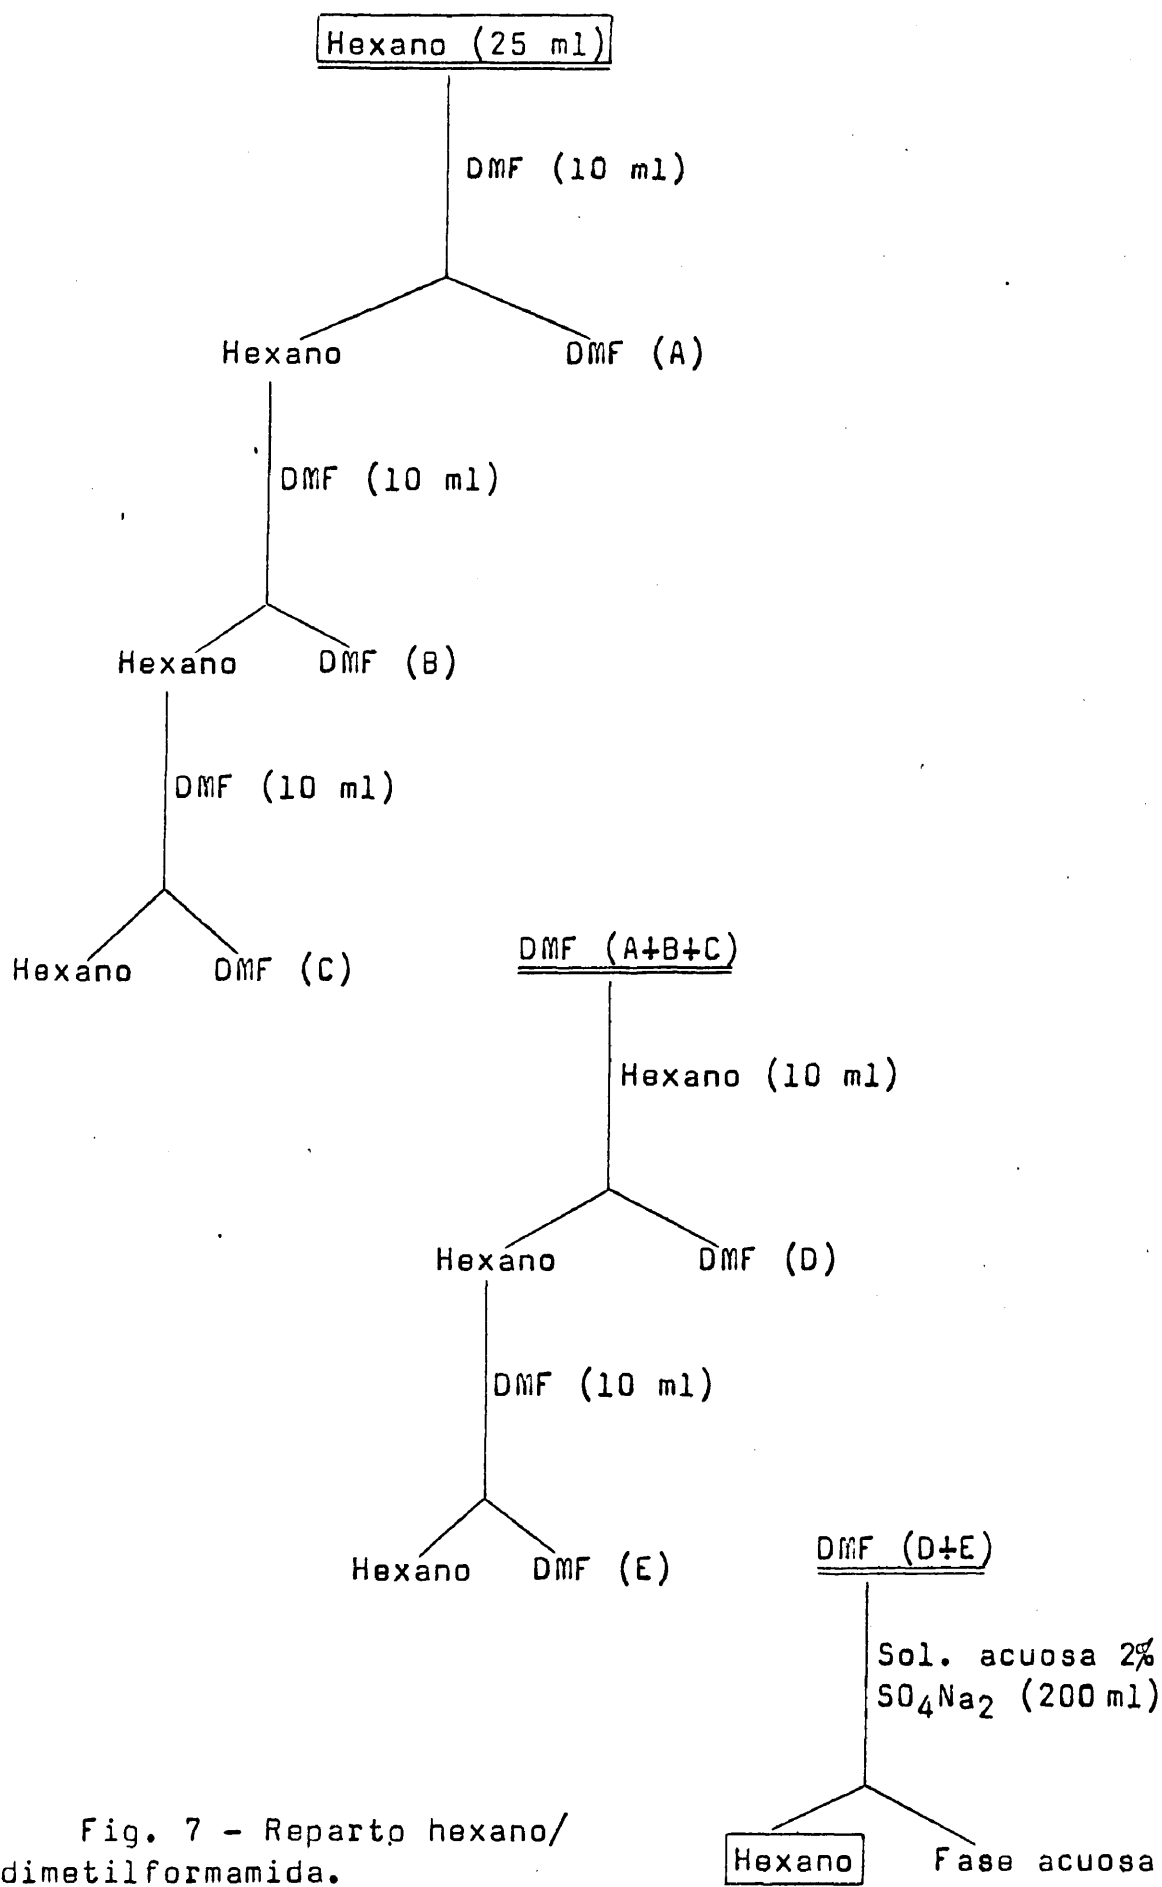 Hexano (25 ml)
DMF (10 ml)
Hexano
DMF (A)
DMF (10 ml)
Hexano
DMF (B)
DMF (10 ml)
Hexano
DMF (C)
DMF (A+B+C)
Hexano (10 ml)
Hexano
DMF (D)
DMF (10 ml)
Hexano
DMF (E)
DMF (D+E)
Sol. acuosa 2%
SO4Na2 (200 ml)
Hexano
Fase acuosa
Fig. 7 - Reparto hexano/
dimetilformamida.